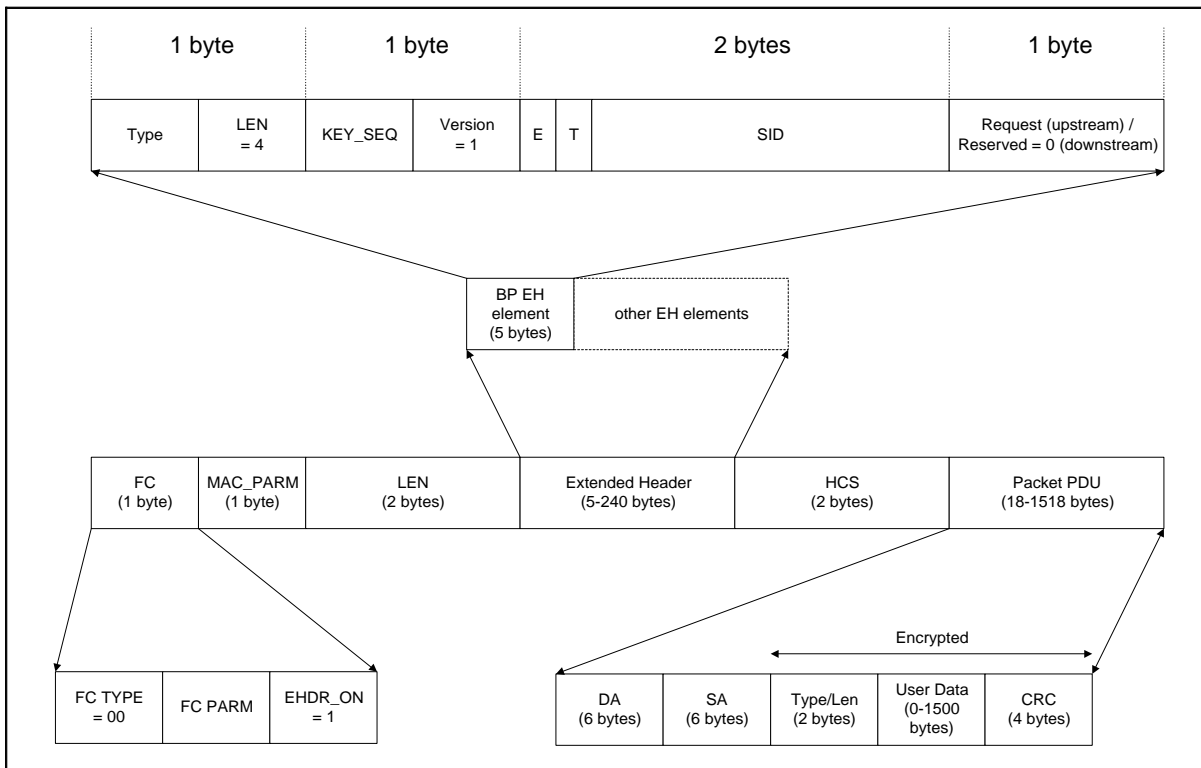 1 byte
1 byte
2 bytes
1 byte
Type
LEN
= 4
KEY_SEQ
Version
= 1
E
T
SID
Request (upstream) /
Reserved = 0 (downstream)
BP EH
element
(5 bytes)
other EH elements
FC
(1 byte)
MAC_PARM
(1 byte)
LEN
(2 bytes)
Extended Header
(5-240 bytes)
HCS
(2 bytes)
Packet PDU
(18-1518 bytes)
Encrypted
FC TYPE
= 00
FC PARM
EHDR_ON
= 1
DA
(6 bytes)
SA
(6 bytes)
Type/Len
(2 bytes)
User Data
(0-1500
bytes)
CRC
(4 bytes)